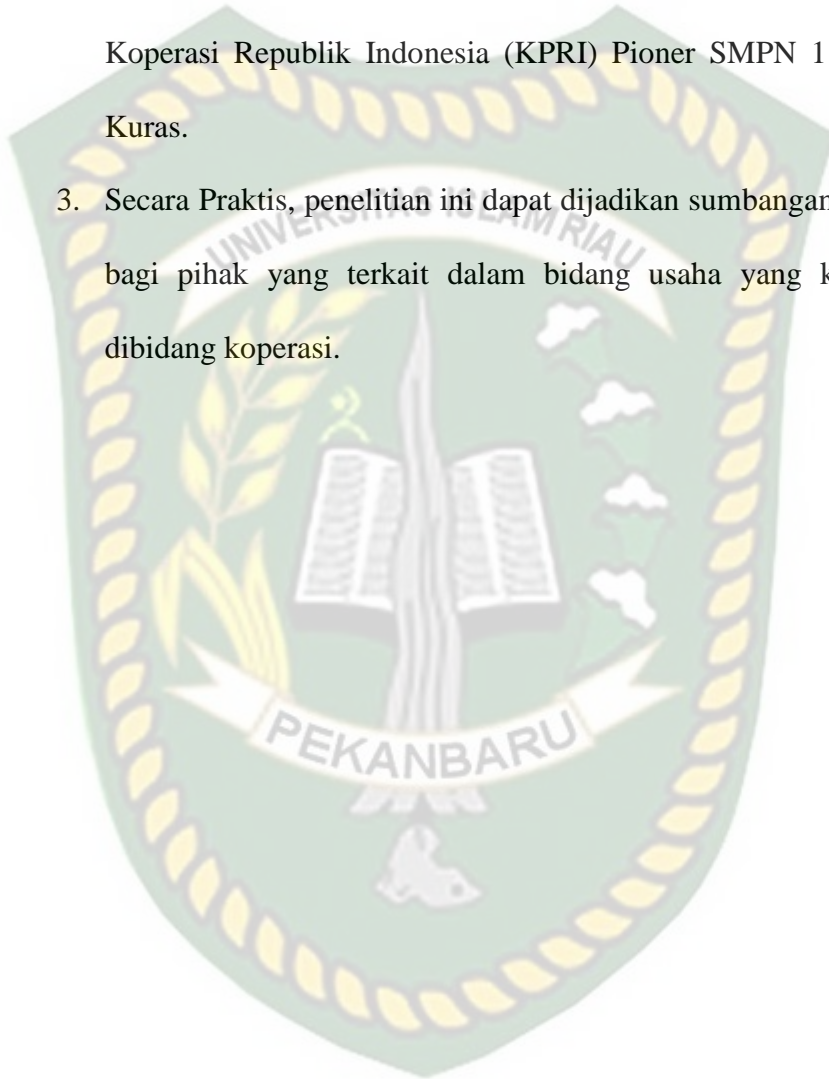 Koperasi Republik Indonesia (KPRI) Pioner SMPN 1
Kuras.
3. Secara Praktis, penelitian ini dapat dijadikan sumbangan
bagi pihak yang terkait dalam bidang usaha yang k
dibidang koperasi.
UNIVERSITAS ISLAM RIAU
PEKANBARU